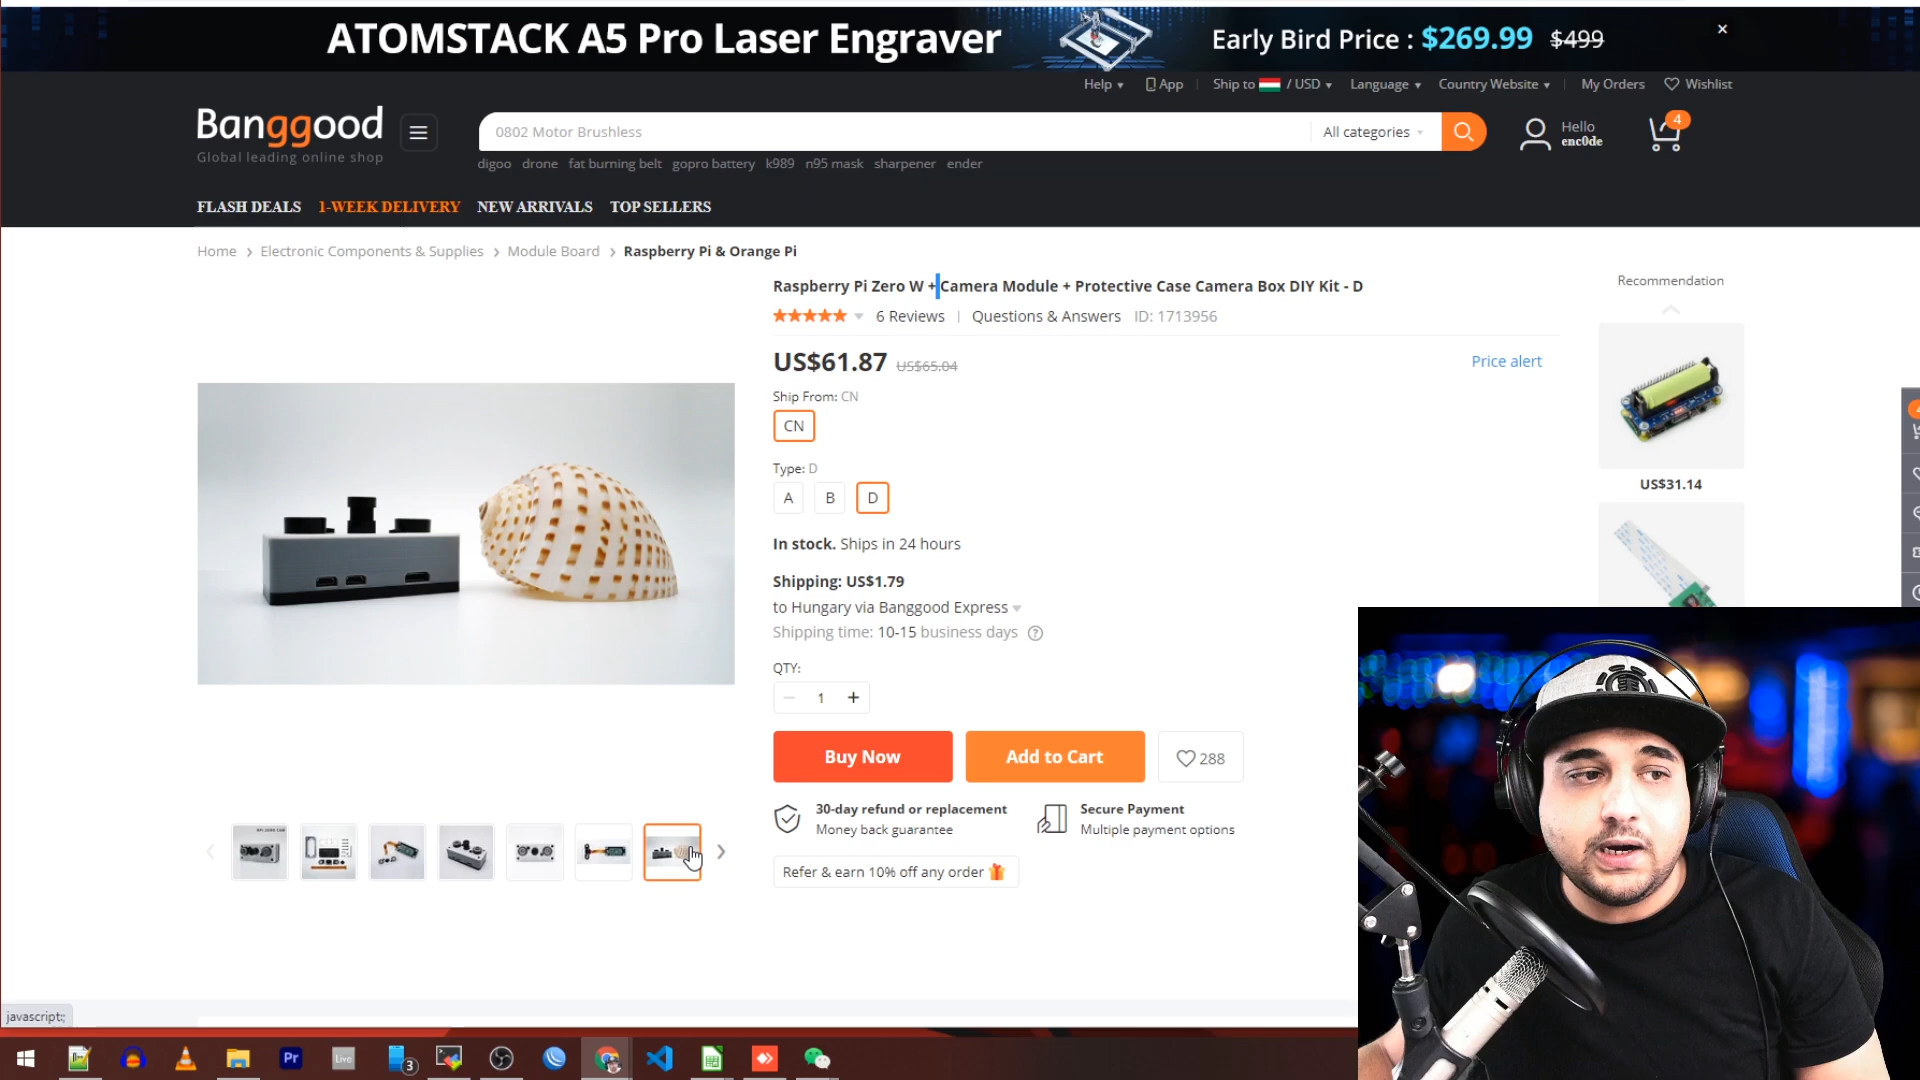 ATOMSTACK A5 Pro Laser Engraver
Early Bird Price : $269.99 $499
Help
App
Ship to / USD
Language
Country Website
My Orders
Wishlist
Banggood
Global leading online shop
0802 Motor Brushless
All categories
Hello
enc0de
4
digoo drone fat burning belt gopro battery k989 n95 mask sharpener ender
FLASH DEALS 1-WEEK DELIVERY NEW ARRIVALS TOP SELLERS
Home > Electronic Components & Supplies > Module Board > Raspberry Pi & Orange Pi
Raspberry Pi Zero W + Camera Module + Protective Case Camera Box DIY Kit - D
6 Reviews | Questions & Answers ID: 1713956
US$61.87 US$65.04
Price alert
Ship From: CN
CN
Type: D
A B D
In stock. Ships in 24 hours
Shipping: US$1.79
to Hungary via Banggood Express
Shipping time: 10-15 business days ?
QTY:
− 1 +
Buy Now
Add to Cart
288
30-day refund or replacement
Money back guarantee
Secure Payment
Multiple payment options
Refer & earn 10% off any order
Recommendation
US$31.14
javascript:;
Pr
Live
3